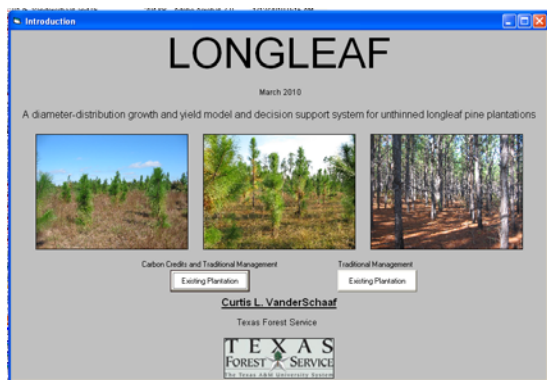 Introduction
LONGLEAF
March 2010
A diameter-distribution growth and yield model and decision support system for unthinned longleaf pine plantations
Carbon Credits and Traditional Management
Traditional Management
Existing Plantation
Existing Plantation
Curtis L. VanderSchaaf
Texas Forest Service
TEXAS
FOREST SERVICE
The Texas A&M University System